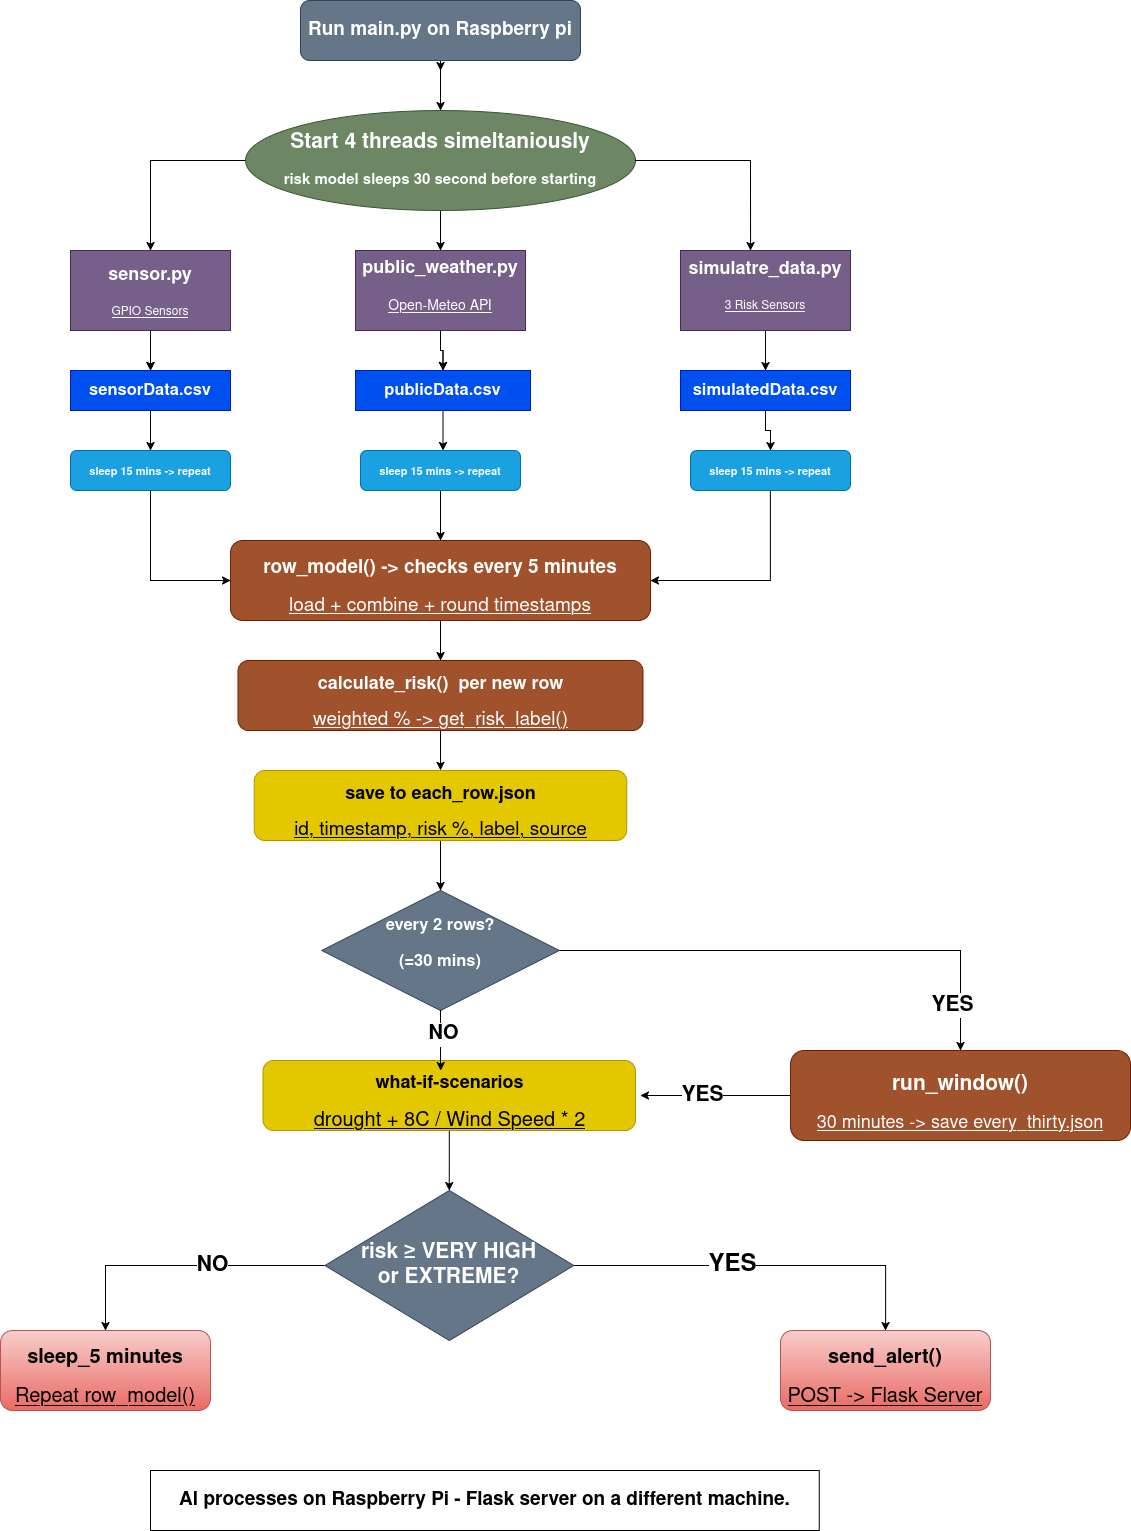 Run main.py on Raspberry pi
Start 4 threads simeltaniously
risk model sleeps 30 second before starting
sensor.py
GPIO Sensors
public_weather.py
Open-Meteo API
simulatre_data.py
3 Risk Sensors
sensorData.csv
publicData.csv
simulatedData.csv
sleep 15 mins -> repeat
sleep 15 mins -> repeat
sleep 15 mins -> repeat
row_model() -> checks every 5 minutes
load + combine + round timestamps
calculate_risk()  per new row
weighted % -> get_risk_label()
save to each_row.json
id, timestamp, risk %, label, source
every 2 rows?
(=30 mins)
YES
NO
run_window()
30 minutes -> save every_thirty.json
YES
what-if-scenarios
drought + 8C / Wind Speed * 2
risk ≥ VERY HIGH
or EXTREME?
NO
YES
sleep_5 minutes
Repeat row_model()
send_alert()
POST -> Flask Server
AI processes on Raspberry Pi - Flask server on a different machine.